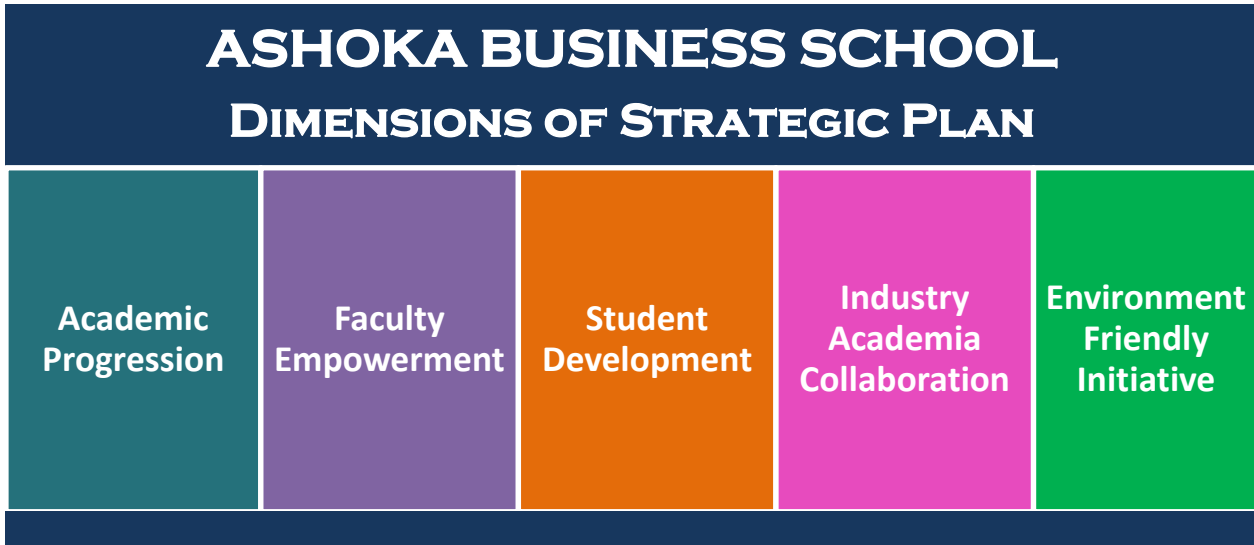 ASHOKA BUSINESS SCHOOL
DIMENSIONS OF STRATEGIC PLAN
Academic
Progression
Faculty
Empowerment
Student
Development
Industry
Academia
Collaboration
Environment
Friendly
Initiative